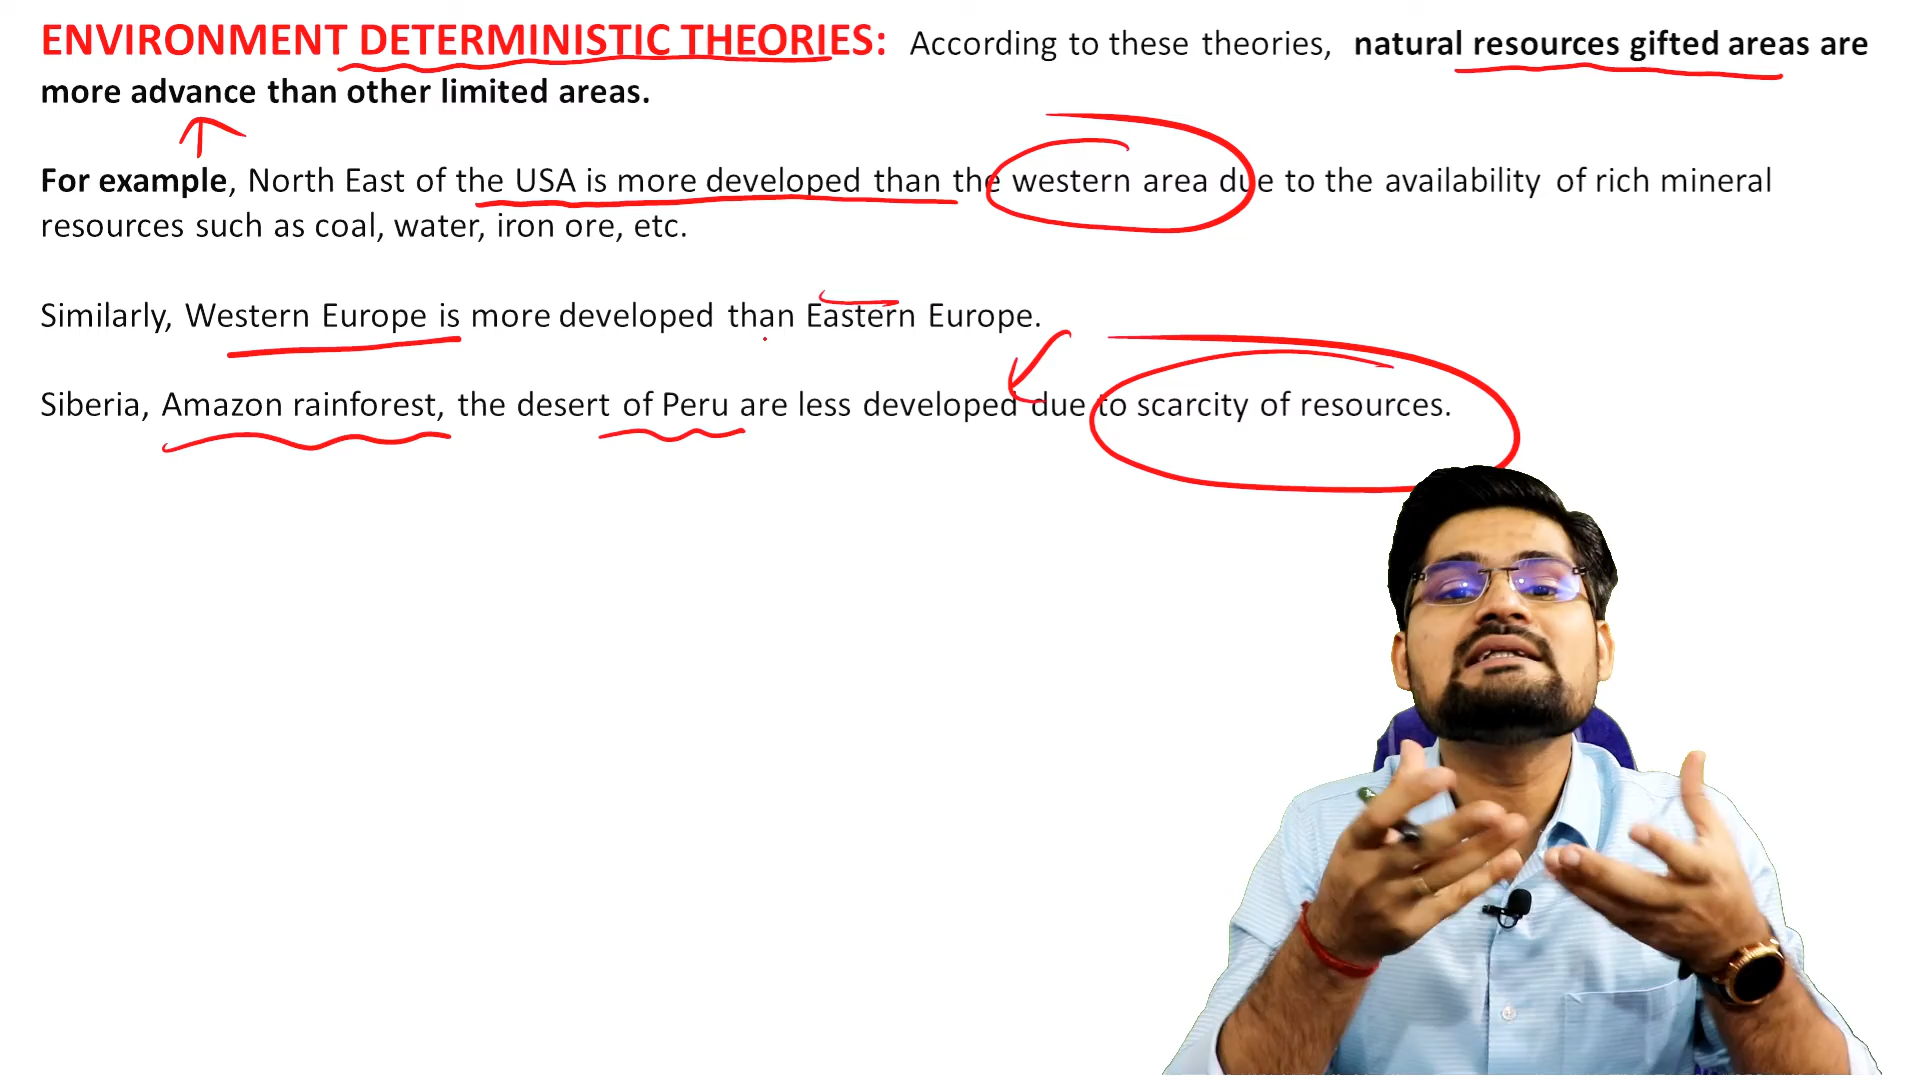 ENVIRONMENT DETERMINISTIC THEORIES: According to these theories, natural resources gifted areas are
more advance than other limited areas.
For example, North East of the USA is more developed than the western area due to the availability of rich mineral
resources such as coal, water, iron ore, etc.
Similarly, Western Europe is more developed than Eastern Europe.
Siberia, Amazon rainforest, the desert of Peru are less developed due to scarcity of resources.